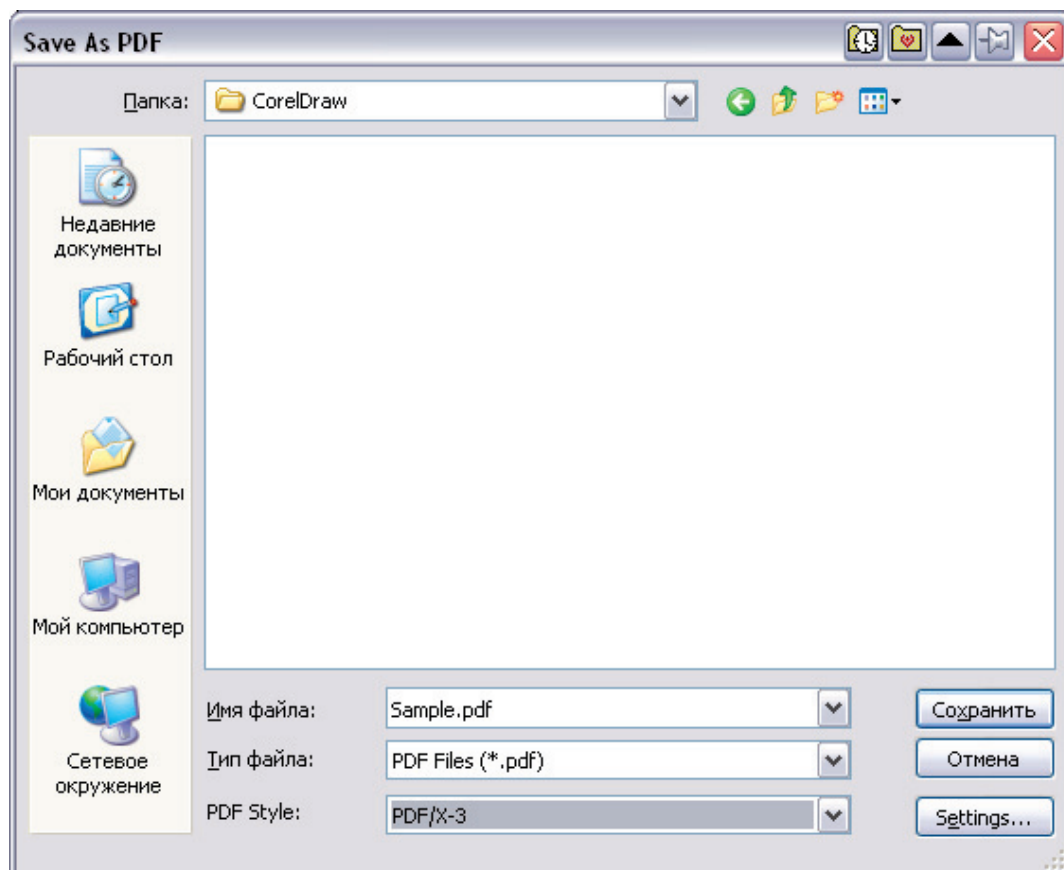 Save As PDF
Папка:
CorelDraw
Недавние
документы
Рабочий стол
Мои документы
Мой компьютер
Сетевое
окружение
Имя файла:
Sample.pdf
Сохранить
Тип файла:
PDF Files (*.pdf)
Отмена
PDF Style:
PDF/X-3
Settings...